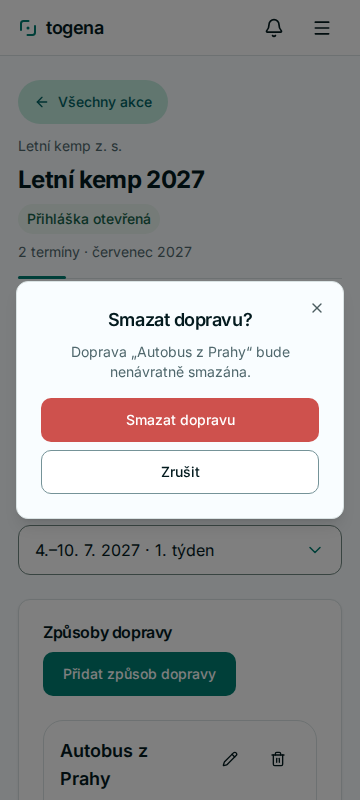 togena
Všechny akce
Letní kemp z. s.
Letní kemp 2027
Přihláška otevřená
2 termíny · červenec 2027
Smazat dopravu?
Doprava „Autobus z Prahy“ bude
nenávratně smazána.
Smazat dopravu
Zrušit
4.–10. 7. 2027 · 1. týden
Způsoby dopravy
Přidat způsob dopravy
Autobus z
Prahy